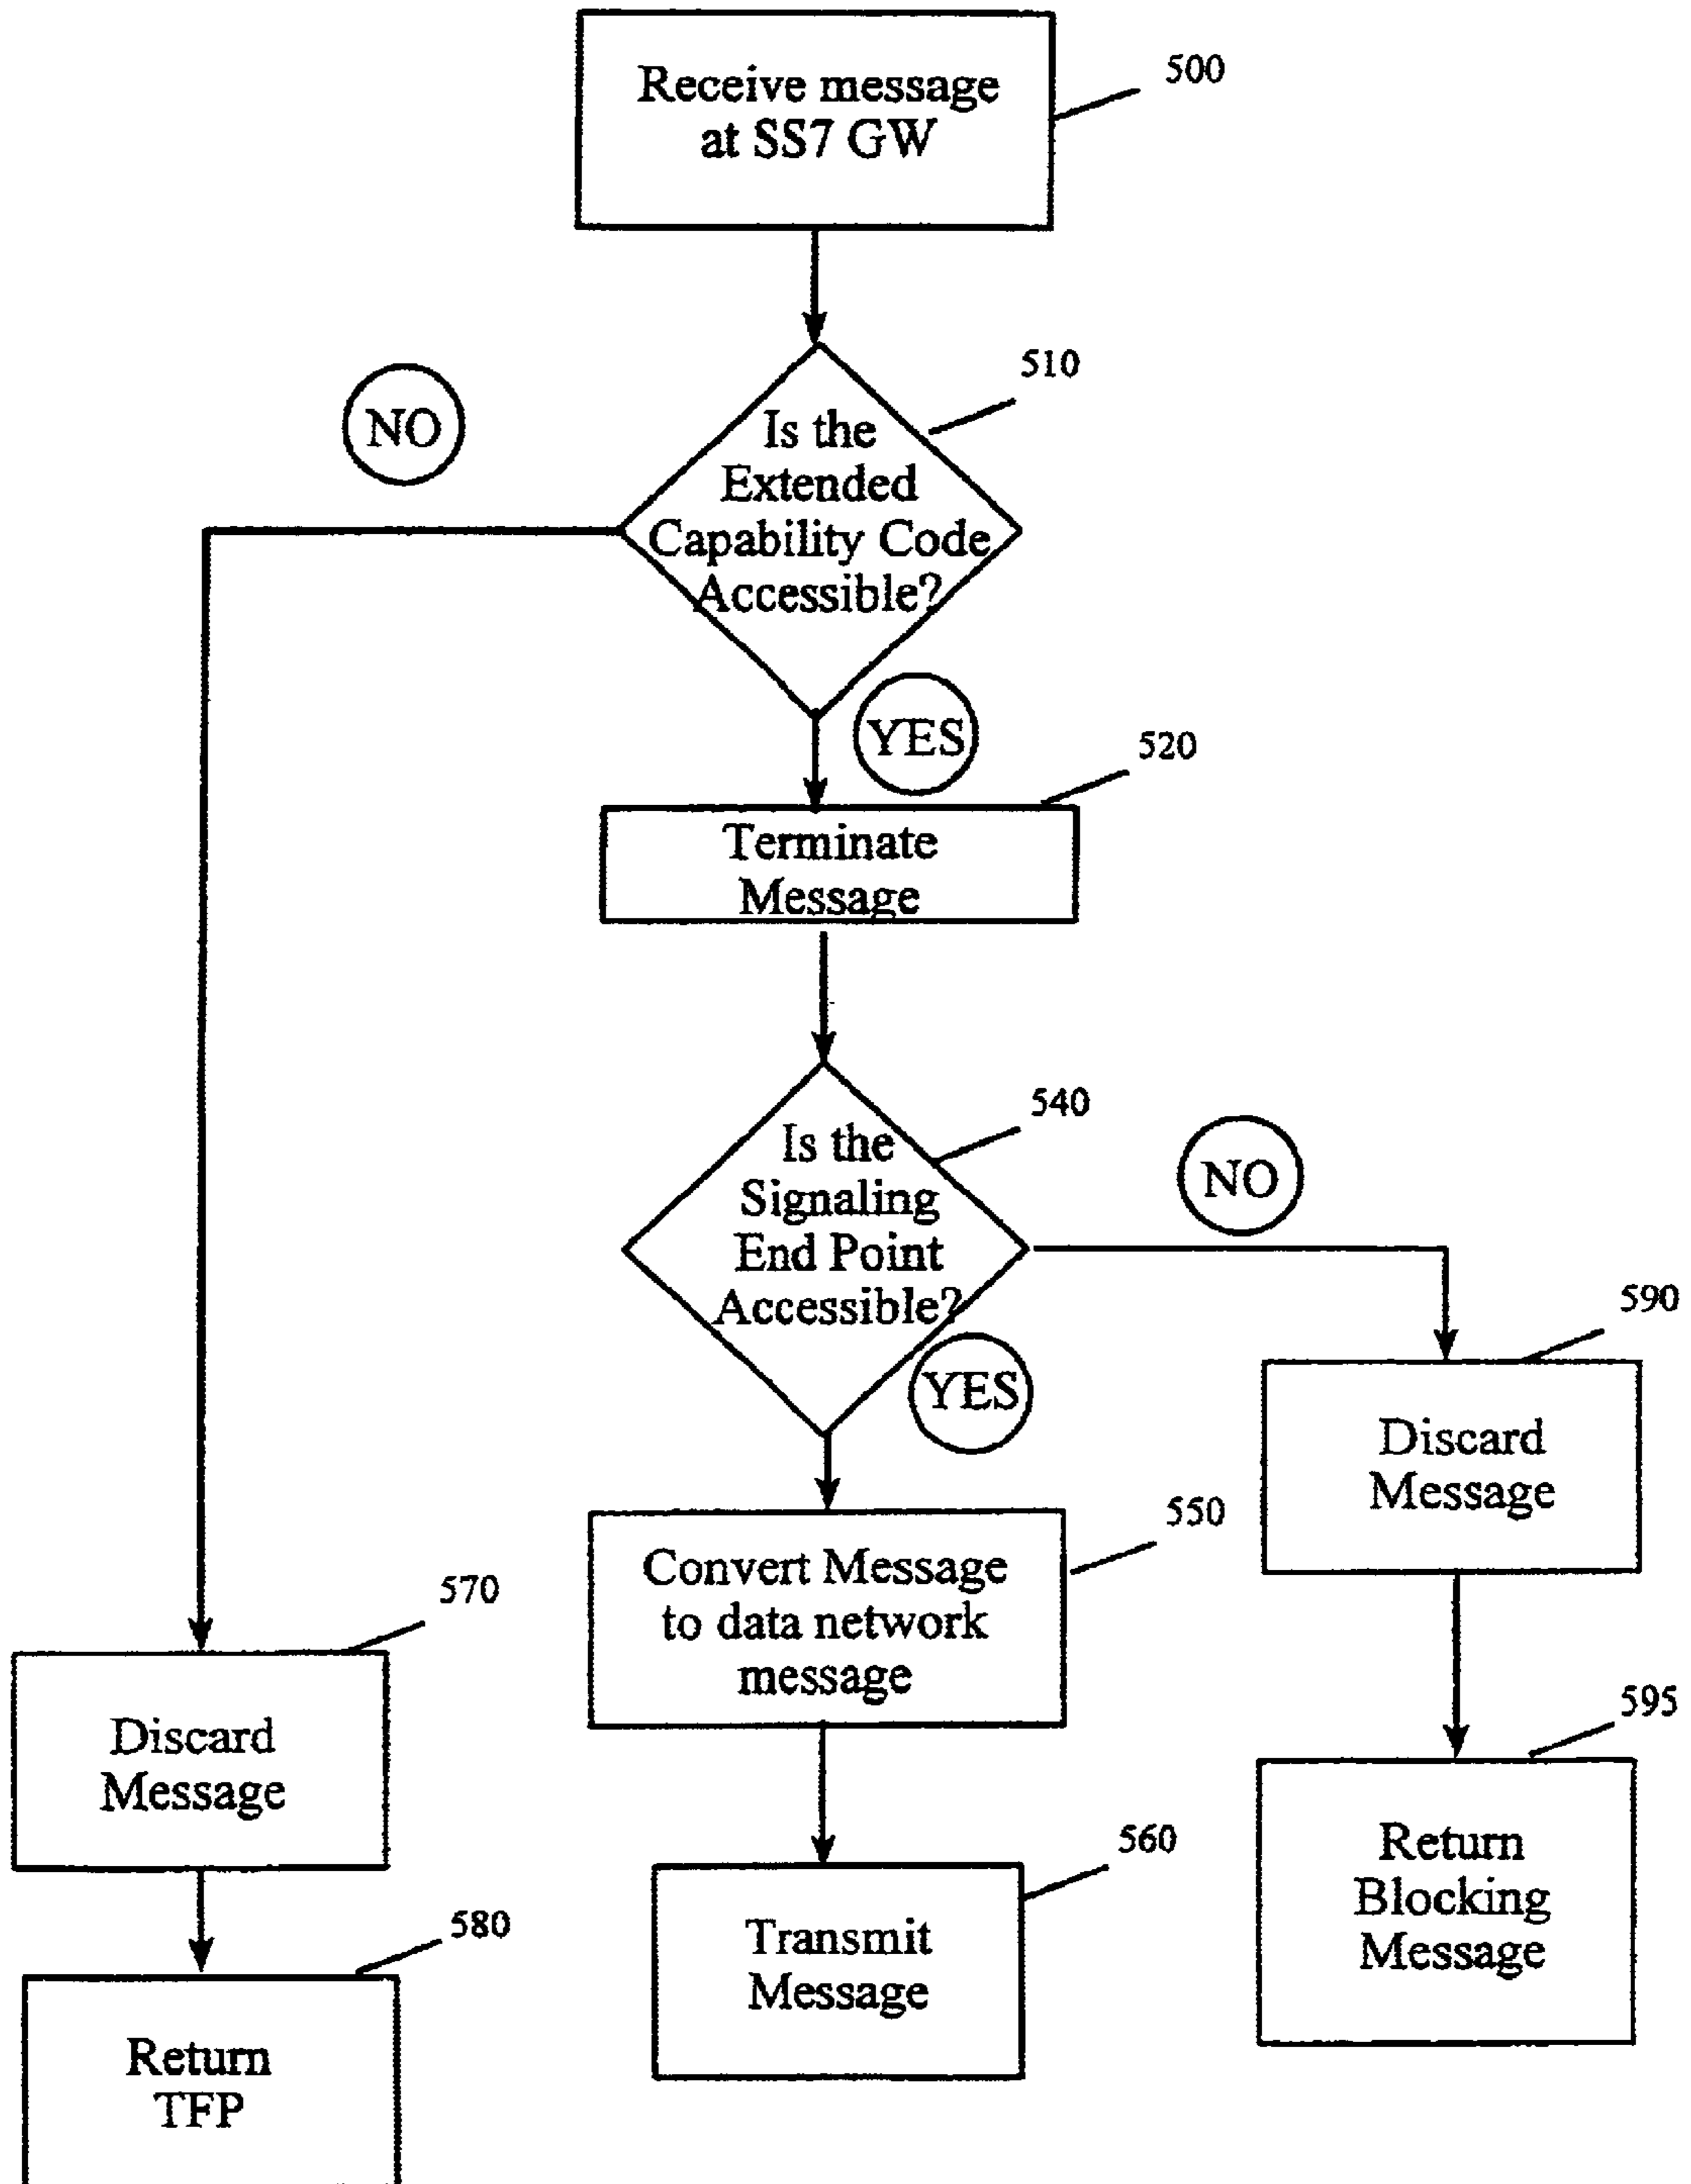 Receive message
at SS7 GW
500
510
NO
Is the
Extended
Capability Code
Accessible?
YES
520
Terminate
Message
540
Is the
Signaling
End Point
Accessible?
NO
YES
590
Discard
Message
550
Convert Message
to data network
message
570
Discard
Message
595
Return
Blocking
Message
560
Transmit
Message
580
Return
TFP